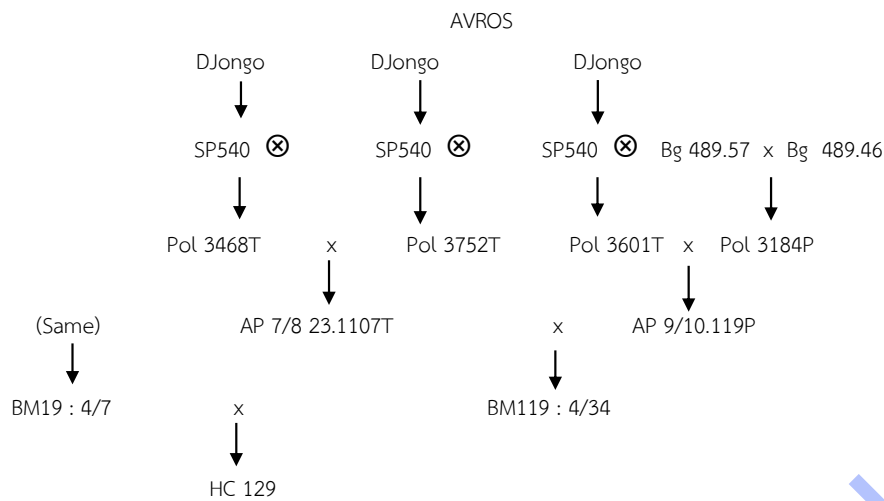 AVROS
DJongo DJongo DJongo
SP540 ⊗ SP540 ⊗ SP540 ⊗ Bg 489.57 x Bg 489.46
Pol 3468T x Pol 3752T Pol 3601T x Pol 3184P
(Same) AP 7/8 23.1107T x AP 9/10.119P
BM19 : 4/7 x BM119 : 4/34
HC 129